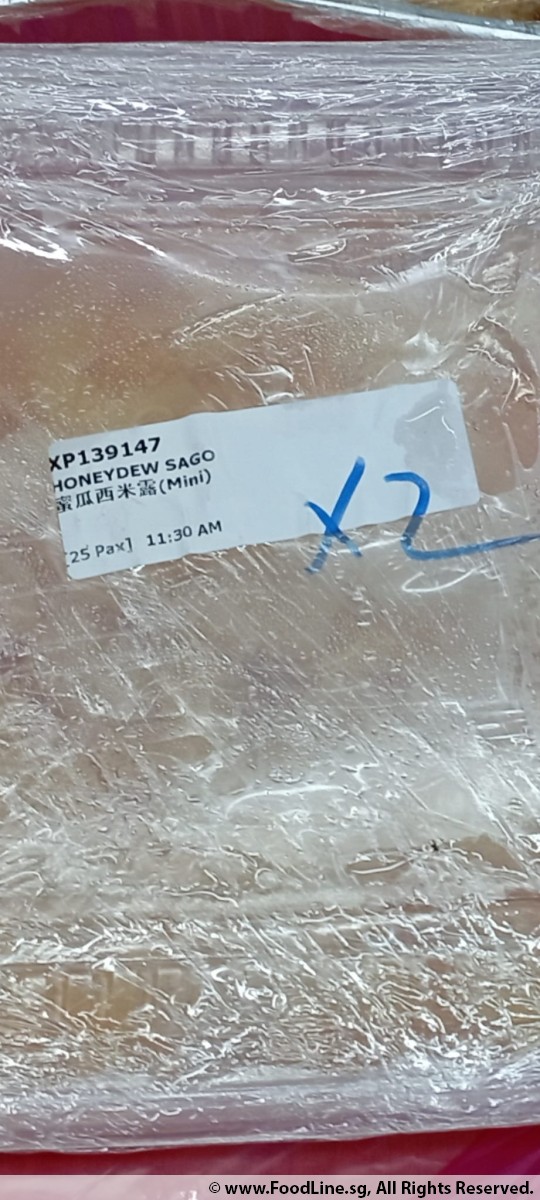 XP139147
HONEYDEW SAGO
蜜瓜西米露(Mini)
[25 Pax] 11:30 AM
X2
© www.FoodLine.sg, All Rights Reserved.